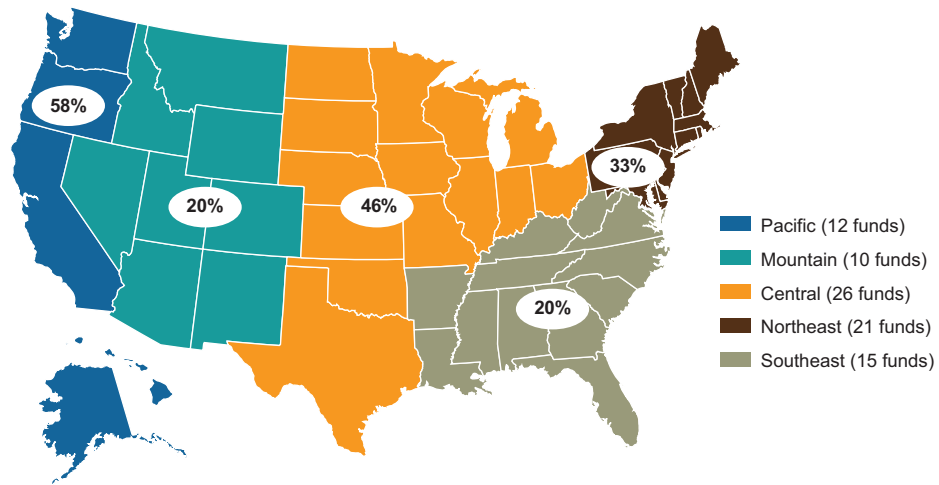 58%
33%
20%
46%
20%
Pacific (12 funds)
Mountain (10 funds)
Central (26 funds)
Northeast (21 funds)
Southeast (15 funds)